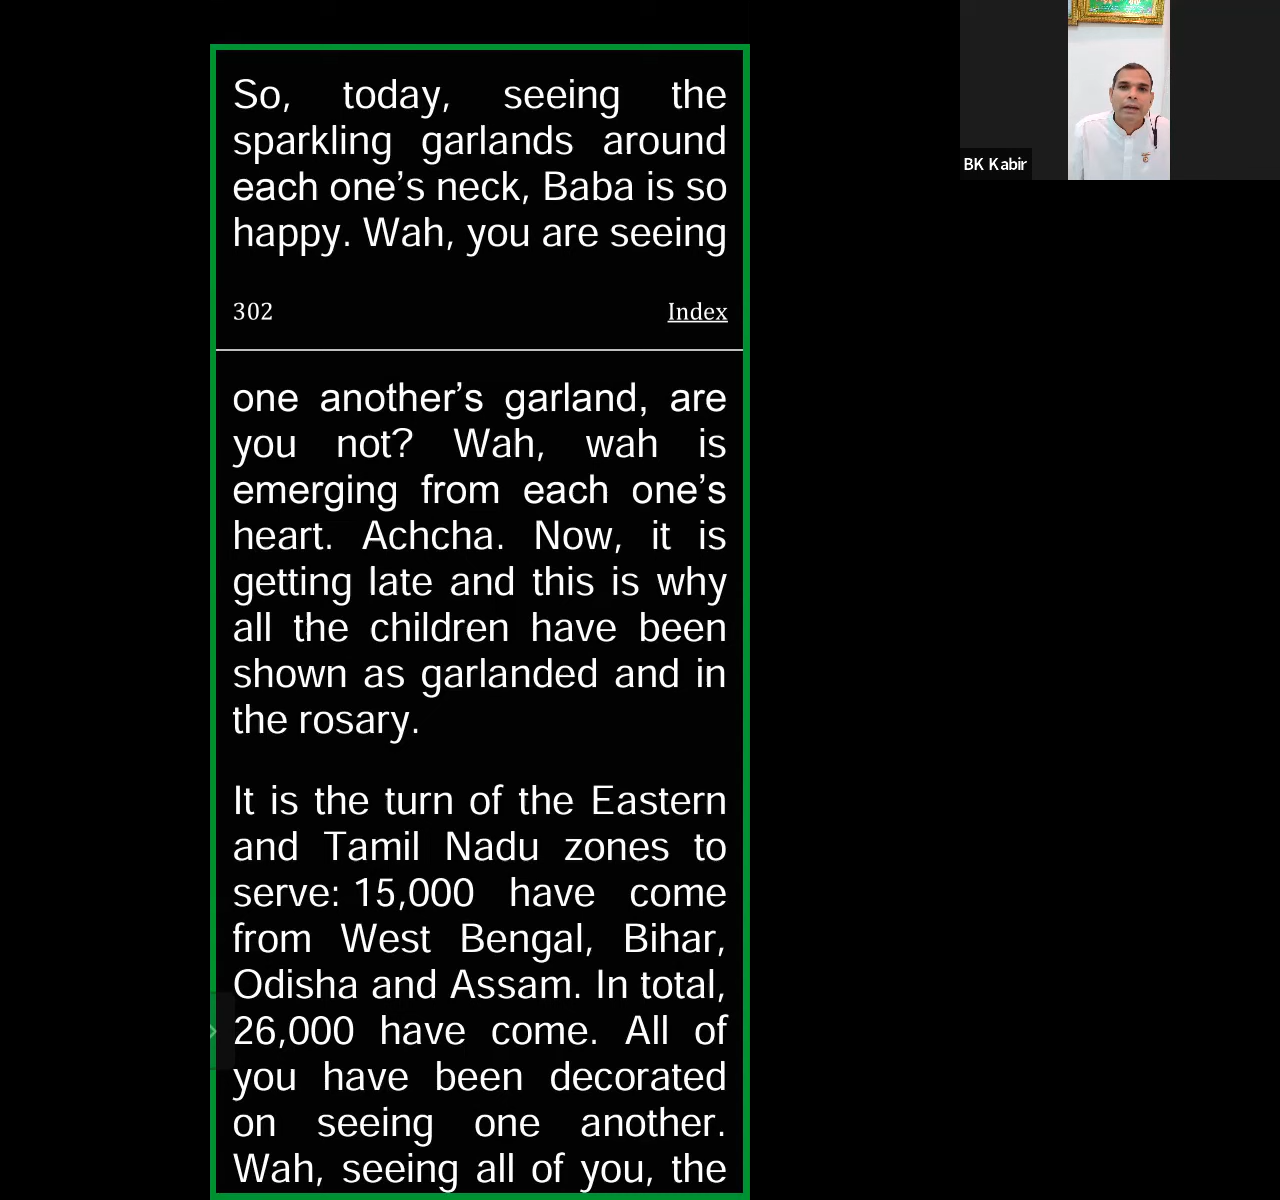 So, today, seeing the
sparkling garlands around
each one’s neck, Baba is so
happy. Wah, you are seeing
302 Index
one another’s garland, are
you not? Wah, wah is
emerging from each one’s
heart. Achcha. Now, it is
getting late and this is why
all the children have been
shown as garlanded and in
the rosary.
It is the turn of the Eastern
and Tamil Nadu zones to
serve: 15,000 have come
from West Bengal, Bihar,
Odisha and Assam. In total,
26,000 have come. All of
you have been decorated
on seeing one another.
Wah, seeing all of you, the
BK Kabir